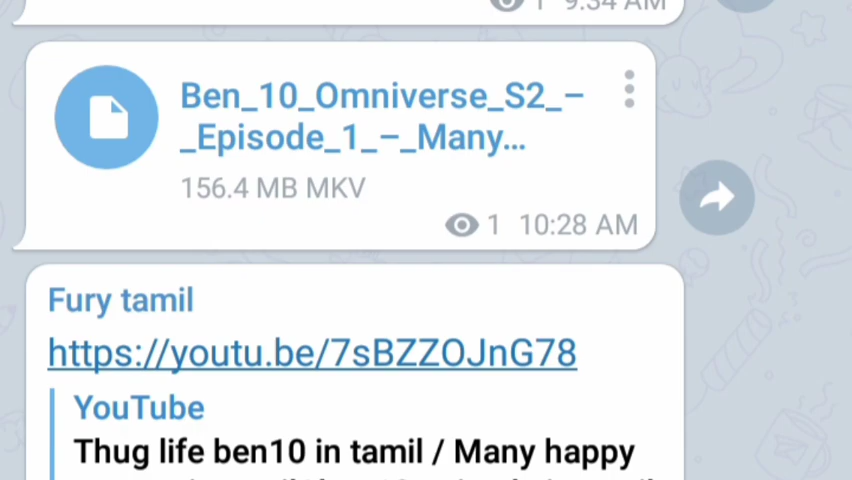 1 9:34 AM
Ben_10_Omniverse_S2_–
_Episode_1_–_Many...
156.4 MB MKV
1 10:28 AM
Fury tamil
https://youtu.be/7sBZZOJnG78
YouTube
Thug life ben10 in tamil / Many happy